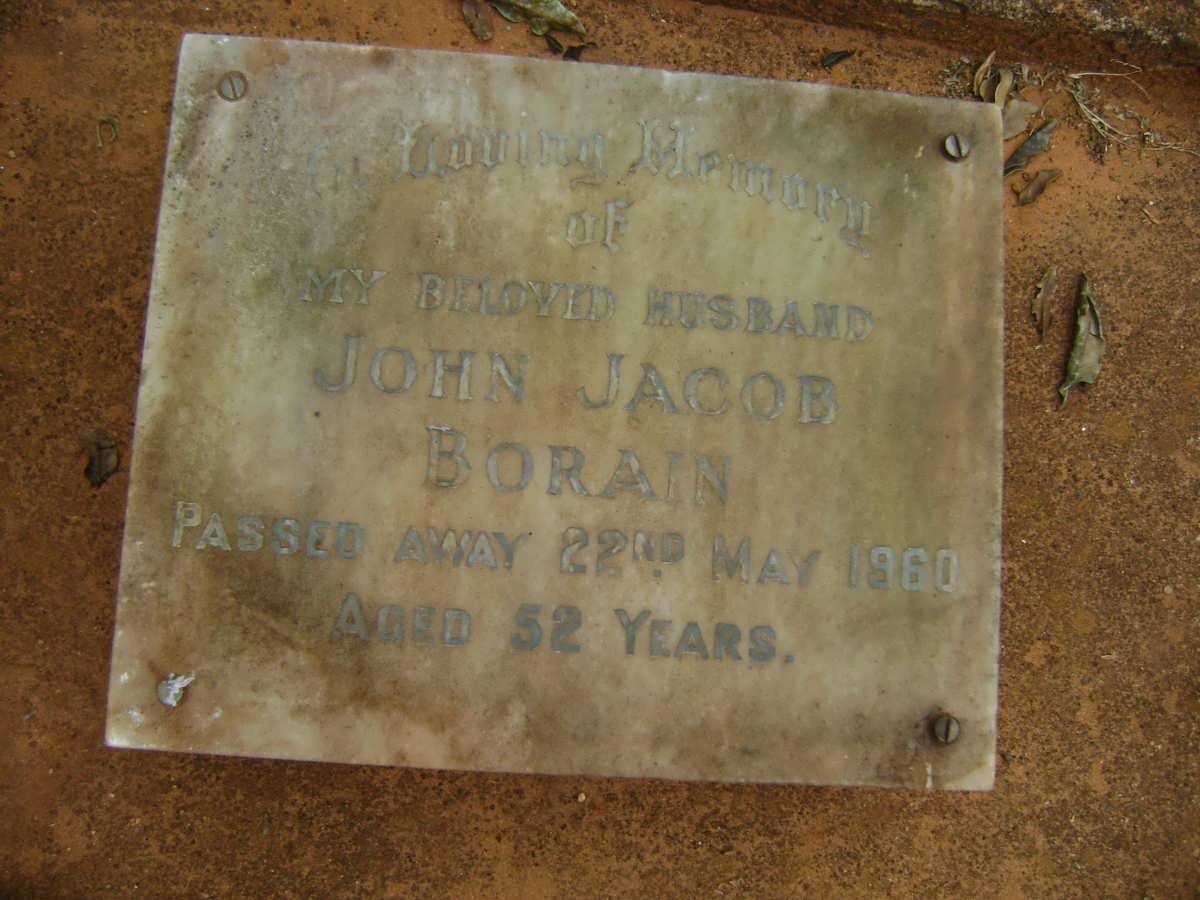 In Loving Memory
of
MY BELOVED HUSBAND
JOHN JACOB
BORAIN
PASSED AWAY 22ND MAY 1960
AGED 52 YEARS.